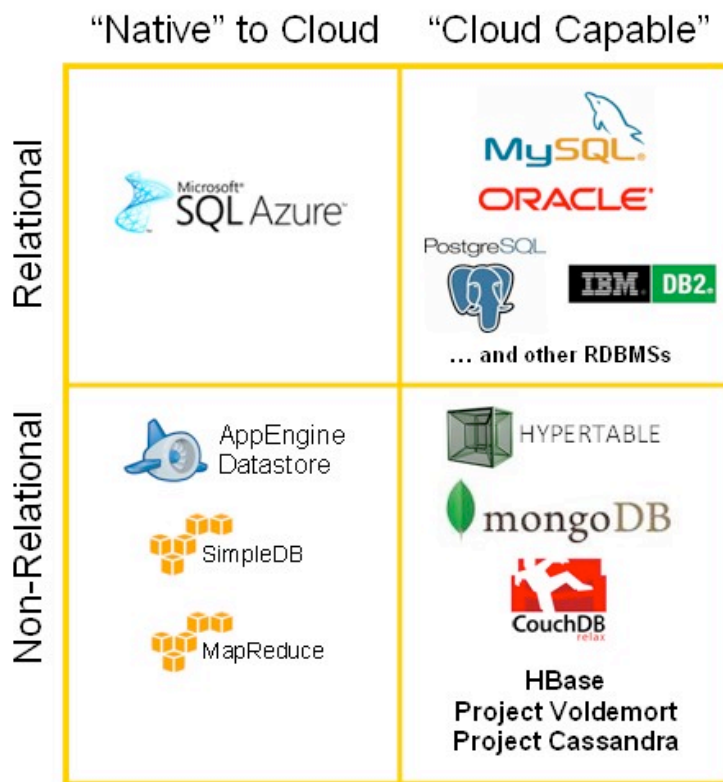 “Native” to Cloud
“Cloud Capable”
Relational
Microsoft®
SQL Azure™
MySQL®
ORACLE®
PostgreSQL
IBM® DB2®
... and other RDBMSs
Non-Relational
AppEngine
Datastore
SimpleDB
MapReduce
HYPERTABLE
mongoDB
CouchDB
relax
HBase
Project Voldemort
Project Cassandra